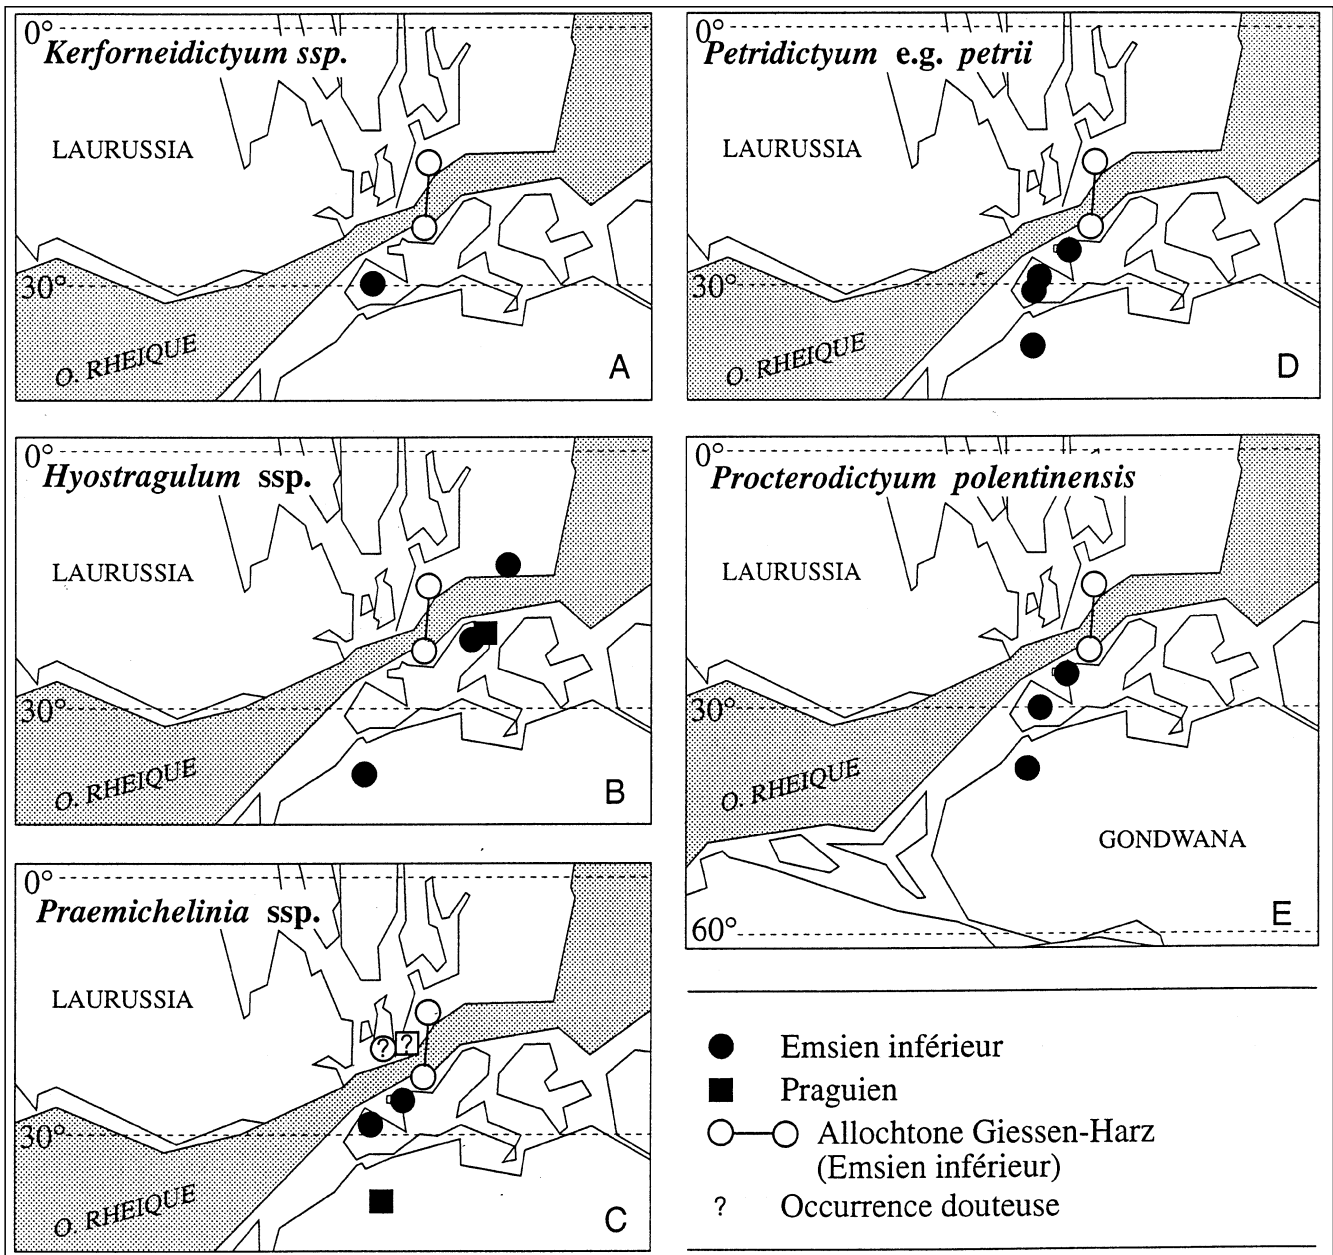 0°
Kerforneidictyum ssp.
LAURUSSIA
30°
O. RHEIQUE
A
0°
Hyostragulum ssp.
LAURUSSIA
30°
O. RHEIQUE
B
0°
Praemichelinia ssp.
LAURUSSIA
? ?
30°
O. RHEIQUE
C
0°
Petridictyum e.g. petrii
LAURUSSIA
30°
O. RHEIQUE
D
0°
Procterodictyum polentinensis
LAURUSSIA
30°
O. RHEIQUE
GONDWANA
E
60°
Emsien inférieur
Praguien
Allochtone Giessen-Harz
(Emsien inférieur)
? Occurrence douteuse